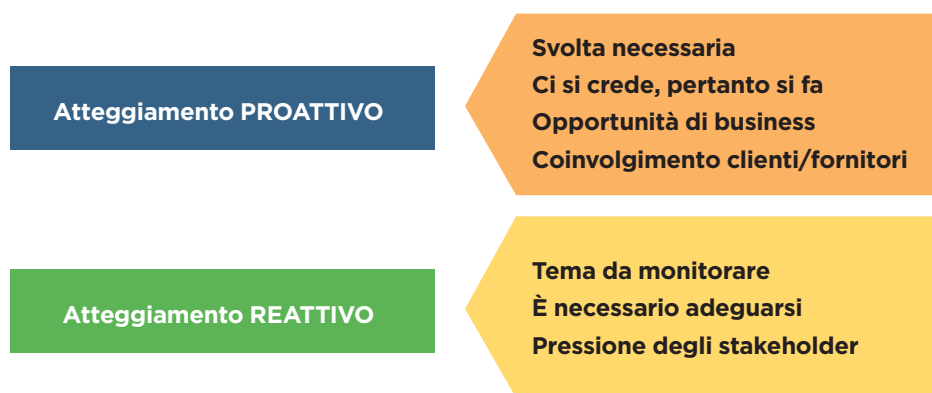 Atteggiamento PROATTIVO
Svolta necessaria
Ci si crede, pertanto si fa
Opportunità di business
Coinvolgimento clienti/fornitori
Atteggiamento REATTIVO
Tema da monitorare
È necessario adeguarsi
Pressione degli stakeholder